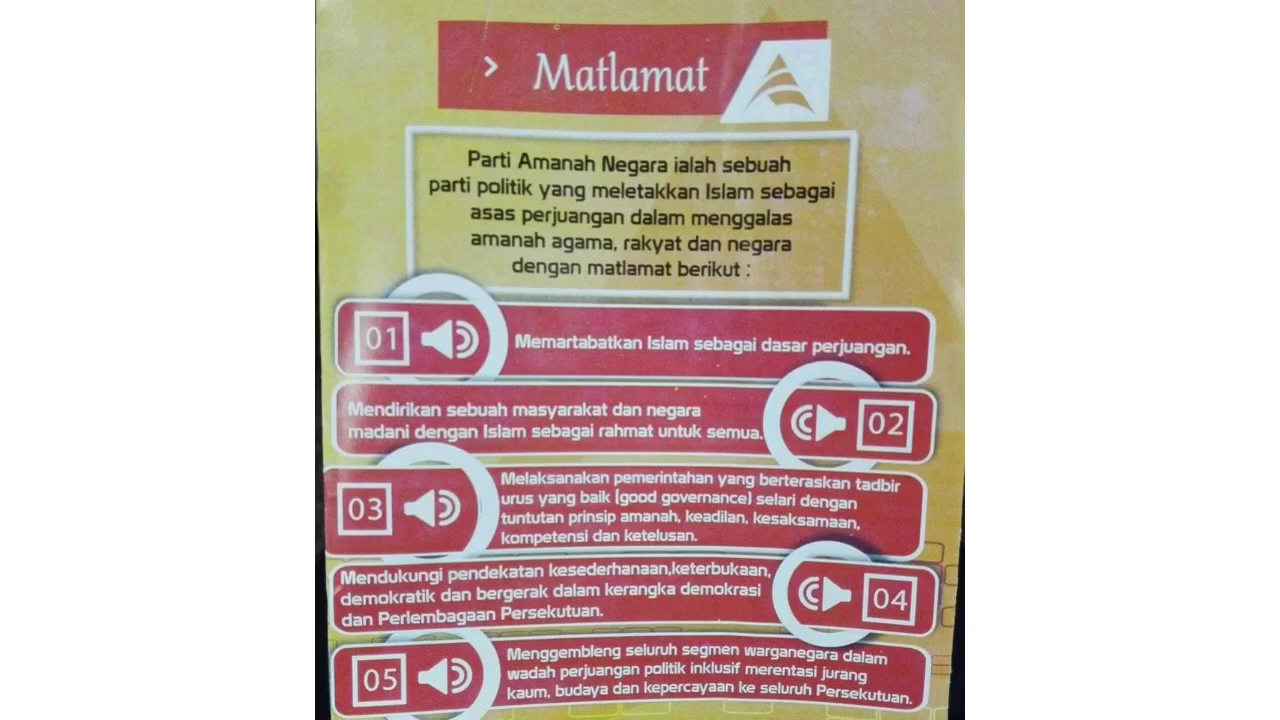 Matlamat
Parti Amanah Negara ialah sebuah
parti politik yang meletakkan Islam sebagai
asas perjuangan dalam menggalas
amanah agama, rakyat dan negara
dengan matlamat berikut :
01
Memartabatkan Islam sebagai dasar perjuangan.
Mendirikan sebuah masyarakat dan negara
madani dengan Islam sebagai rahmat untuk semua.
02
03
Melaksanakan pemerintahan yang berteraskan tadbir
urus yang baik (good governance) selari dengan
tuntutan prinsip amanah, keadilan, kesaksamaan,
kompetensi dan ketelusan.
Mendukungi pendekatan kesederhanaan,keterbukaan,
demokratik dan bergerak dalam kerangka demokrasi
dan Perlembagaan Persekutuan.
04
05
Menggembleng seluruh segmen warganegara dalam
wadah perjuangan politik inklusif merentasi jurang
kaum, budaya dan kepercayaan ke seluruh Persekutuan.